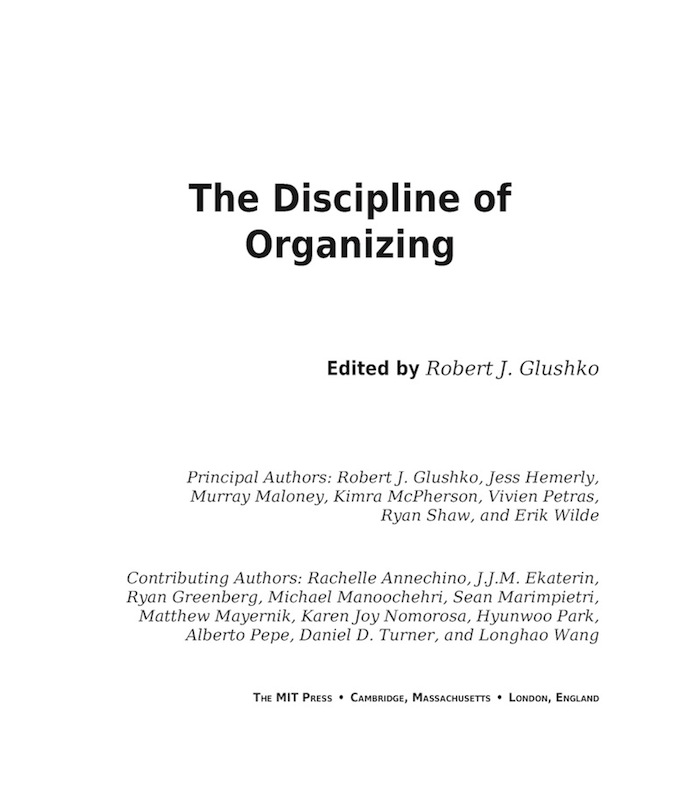 The Discipline of
Organizing
Edited by Robert J. Glushko
Principal Authors: Robert J. Glushko, Jess Hemerly,
Murray Maloney, Kimra McPherson, Vivien Petras,
Ryan Shaw, and Erik Wilde
Contributing Authors: Rachelle Annechino, J.J.M. Ekaterin,
Ryan Greenberg, Michael Manoochehri, Sean Marimpietri,
Matthew Mayernik, Karen Joy Nomorosa, Hyunwoo Park,
Alberto Pepe, Daniel D. Turner, and Longhao Wang
The MIT Press • Cambridge, Massachusetts • London, England